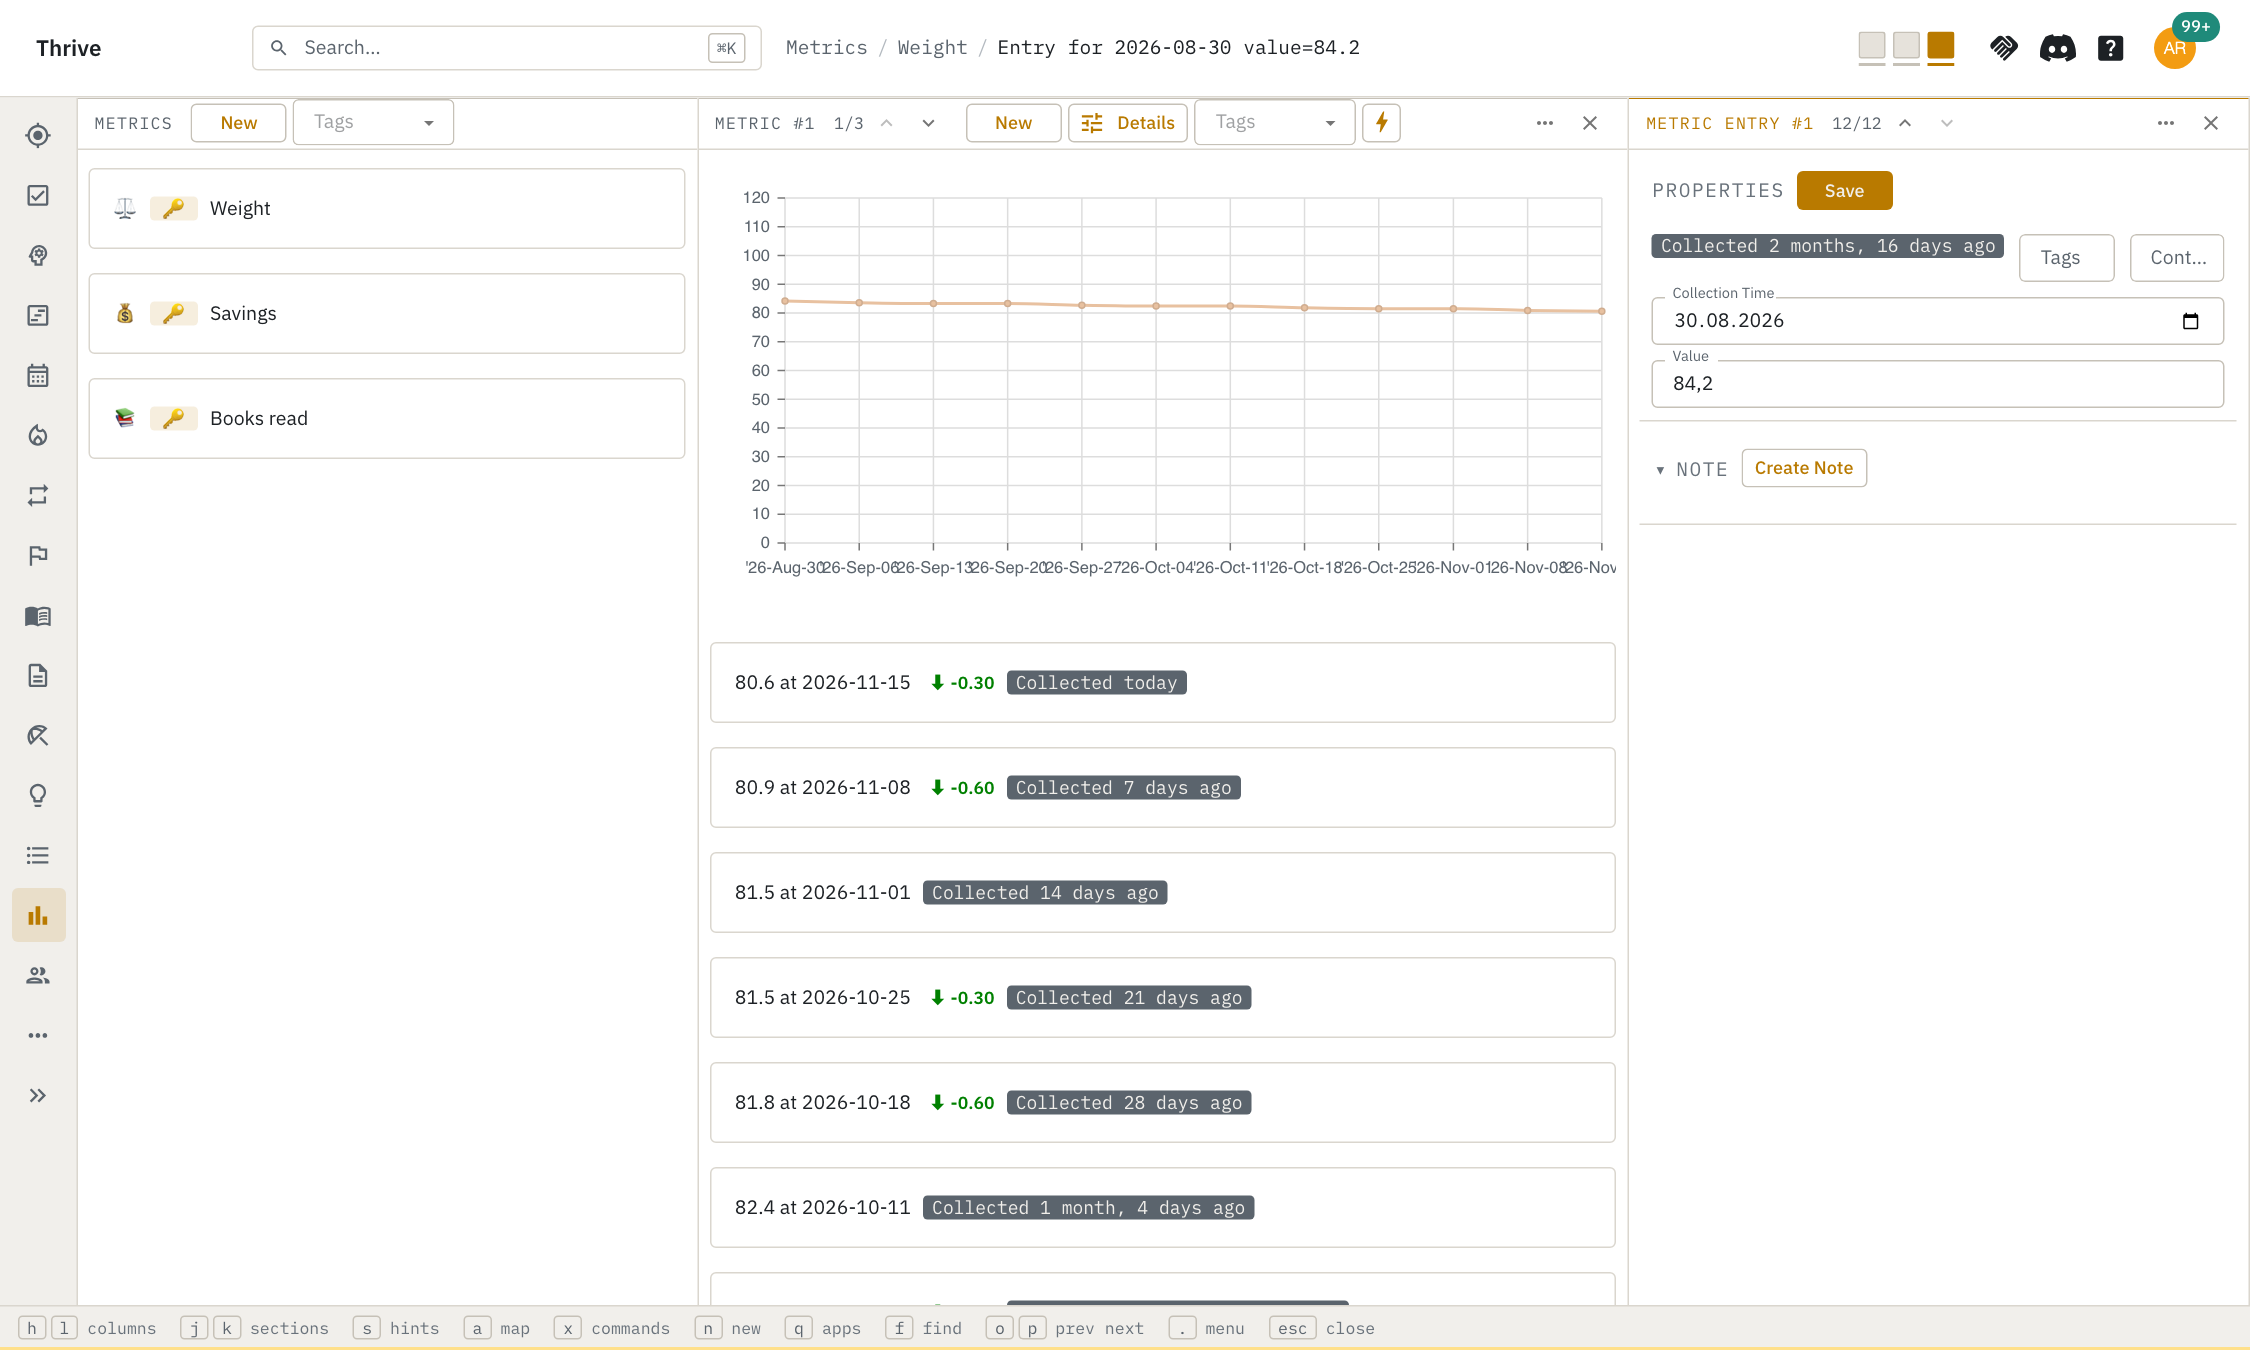 Thrive
Search...
⌘K
Metrics / Weight / Entry for 2026-08-30 value=84.2
99+
AR
METRICS
New
Tags
METRIC #1 1/3
New
Details
Tags
METRIC ENTRY #1 12/12
Weight
Savings
Books read
120
110
100
90
80
70
60
50
40
30
20
10
0
'26-Aug-30
'26-Sep-06
'26-Sep-13
'26-Sep-20
'26-Sep-27
'26-Oct-04
'26-Oct-11
'26-Oct-18
'26-Oct-25
'26-Nov-01
'26-Nov-08
'26-Nov
80.6 at 2026-11-15 -0.30 Collected today
80.9 at 2026-11-08 -0.60 Collected 7 days ago
81.5 at 2026-11-01 Collected 14 days ago
81.5 at 2026-10-25 -0.30 Collected 21 days ago
81.8 at 2026-10-18 -0.60 Collected 28 days ago
82.4 at 2026-10-11 Collected 1 month, 4 days ago
PROPERTIES
Save
Collected 2 months, 16 days ago
Tags
Cont...
Collection Time
30.08.2026
Value
84,2
NOTE
Create Note
h l columns j k sections s hints a map x commands n new q apps f find o p prev next . menu esc close